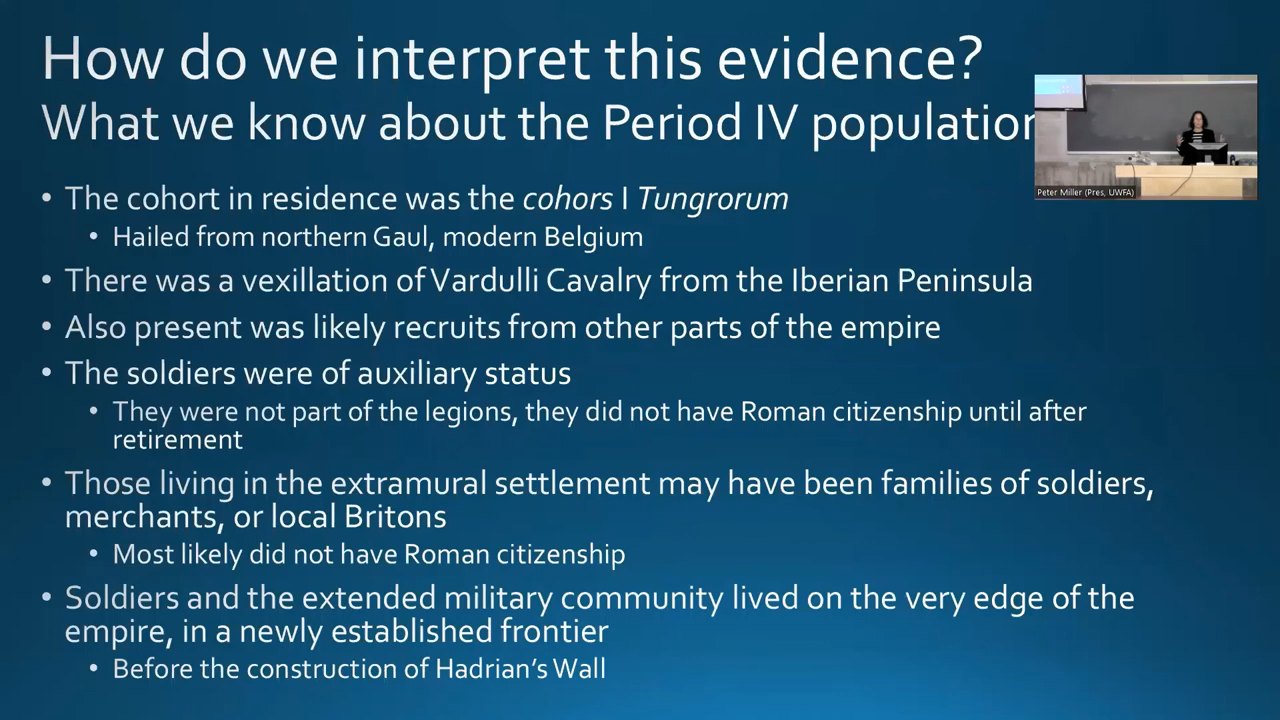 How do we interpret this evidence?
What we know about the Period IV population
• The cohort in residence was the cohors I Tungrorum
• Hailed from northern Gaul, modern Belgium
• There was a vexillation of Vardulli Cavalry from the Iberian Peninsula
• Also present was likely recruits from other parts of the empire
• The soldiers were of auxiliary status
• They were not part of the legions, they did not have Roman citizenship until after
retirement
• Those living in the extramural settlement may have been families of soldiers,
merchants, or local Britons
• Most likely did not have Roman citizenship
• Soldiers and the extended military community lived on the very edge of the
empire, in a newly established frontier
• Before the construction of Hadrian's Wall
Peter Miller (Pres, UWFA)